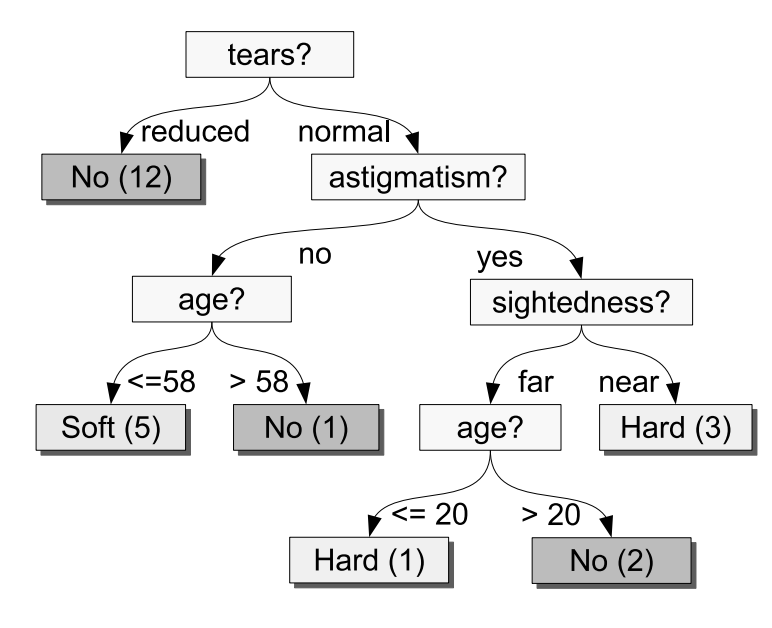 tears?
reduced
normal
No (12)
astigmatism?
no
yes
age?
sightedness?
<=58
> 58
far
near
Soft (5)
No (1)
age?
Hard (3)
<= 20
> 20
Hard (1)
No (2)